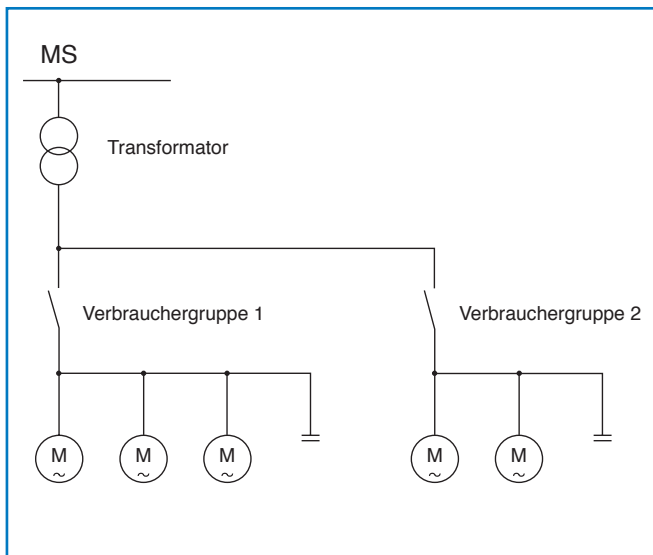 MS
Transformator
Verbrauchergruppe 1
Verbrauchergruppe 2
M
~
M
~
M
~
M
~
M
~